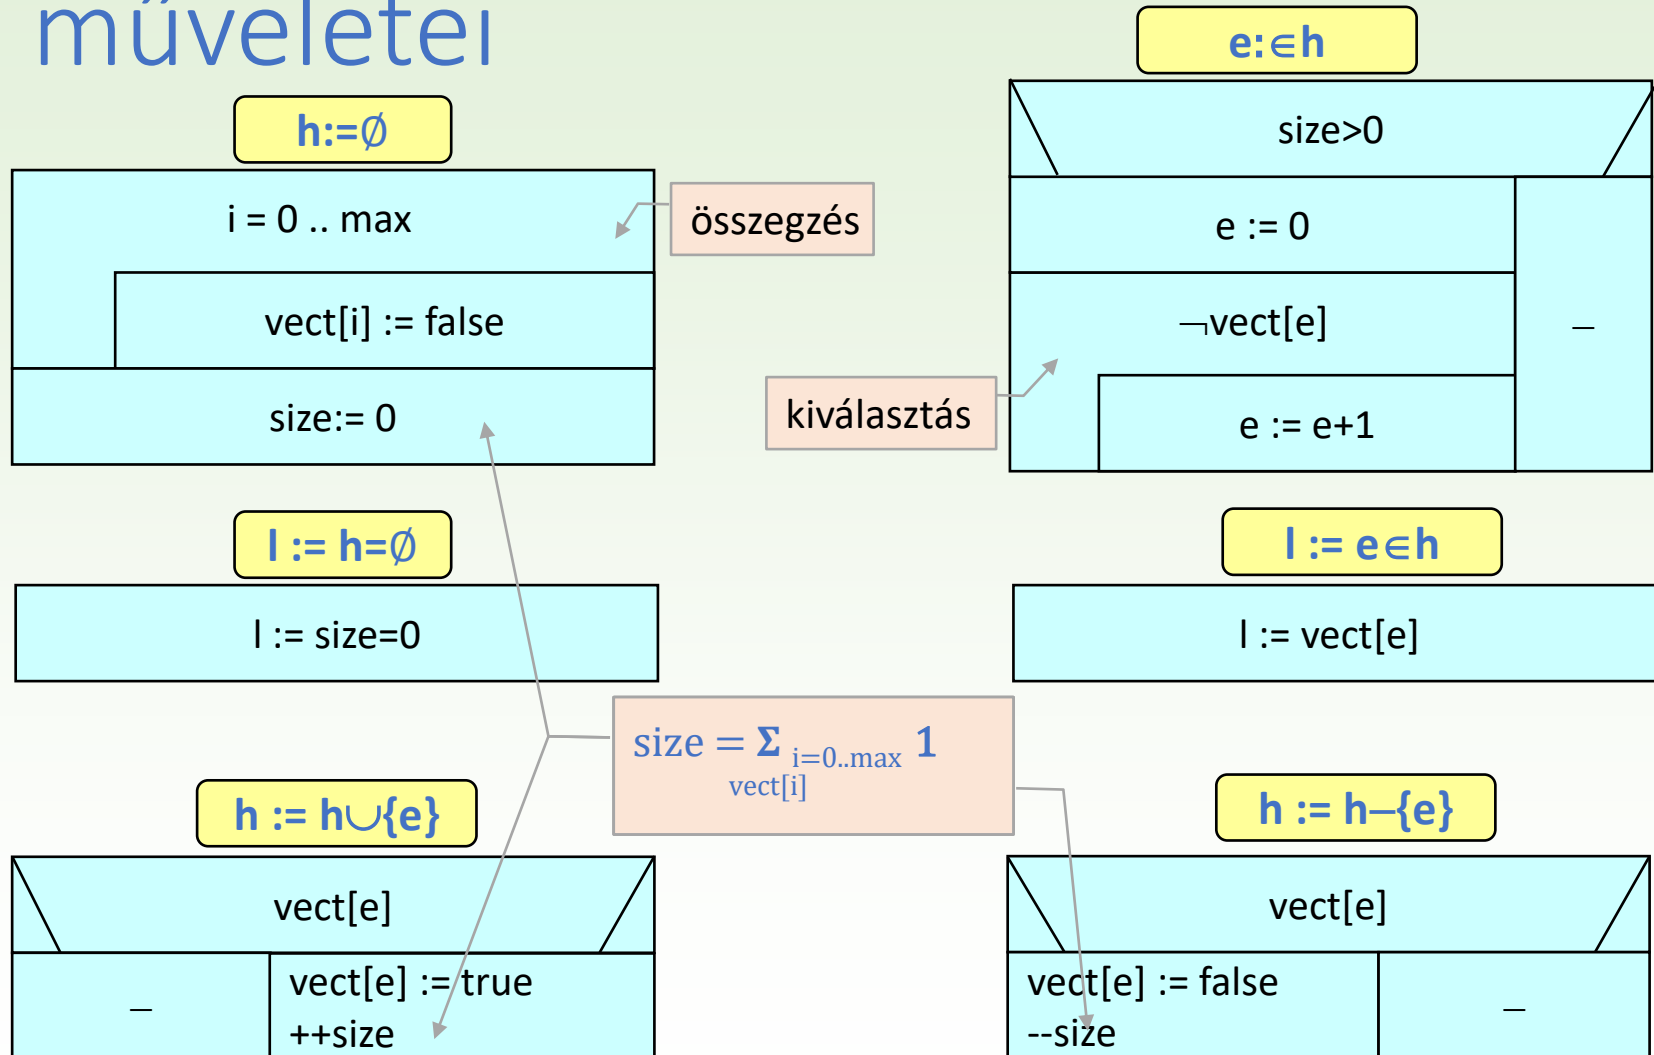 műveletei
h:=∅
i = 0 .. max
vect[i] := false
size:= 0
összegzés
e:∈h
size>0
e := 0
¬vect[e]
e := e+1
–
kiválasztás
l := h=∅
l := size=0
l := e∈h
l := vect[e]
size = Σ i=0..max 1
vect[i]
h := h∪{e}
vect[e]
–
vect[e] := true
++size
h := h–{e}
vect[e]
vect[e] := false
--size
–